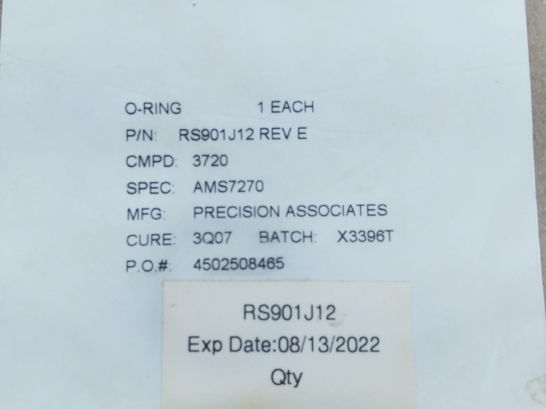 O-RING 1 EACH
P/N: RS901J12 REV E
CMPD: 3720
SPEC: AMS7270
MFG: PRECISION ASSOCIATES
CURE: 3Q07 BATCH: X3396T
P.O.#: 4502508465
RS901J12
Exp Date:08/13/2022
Qty